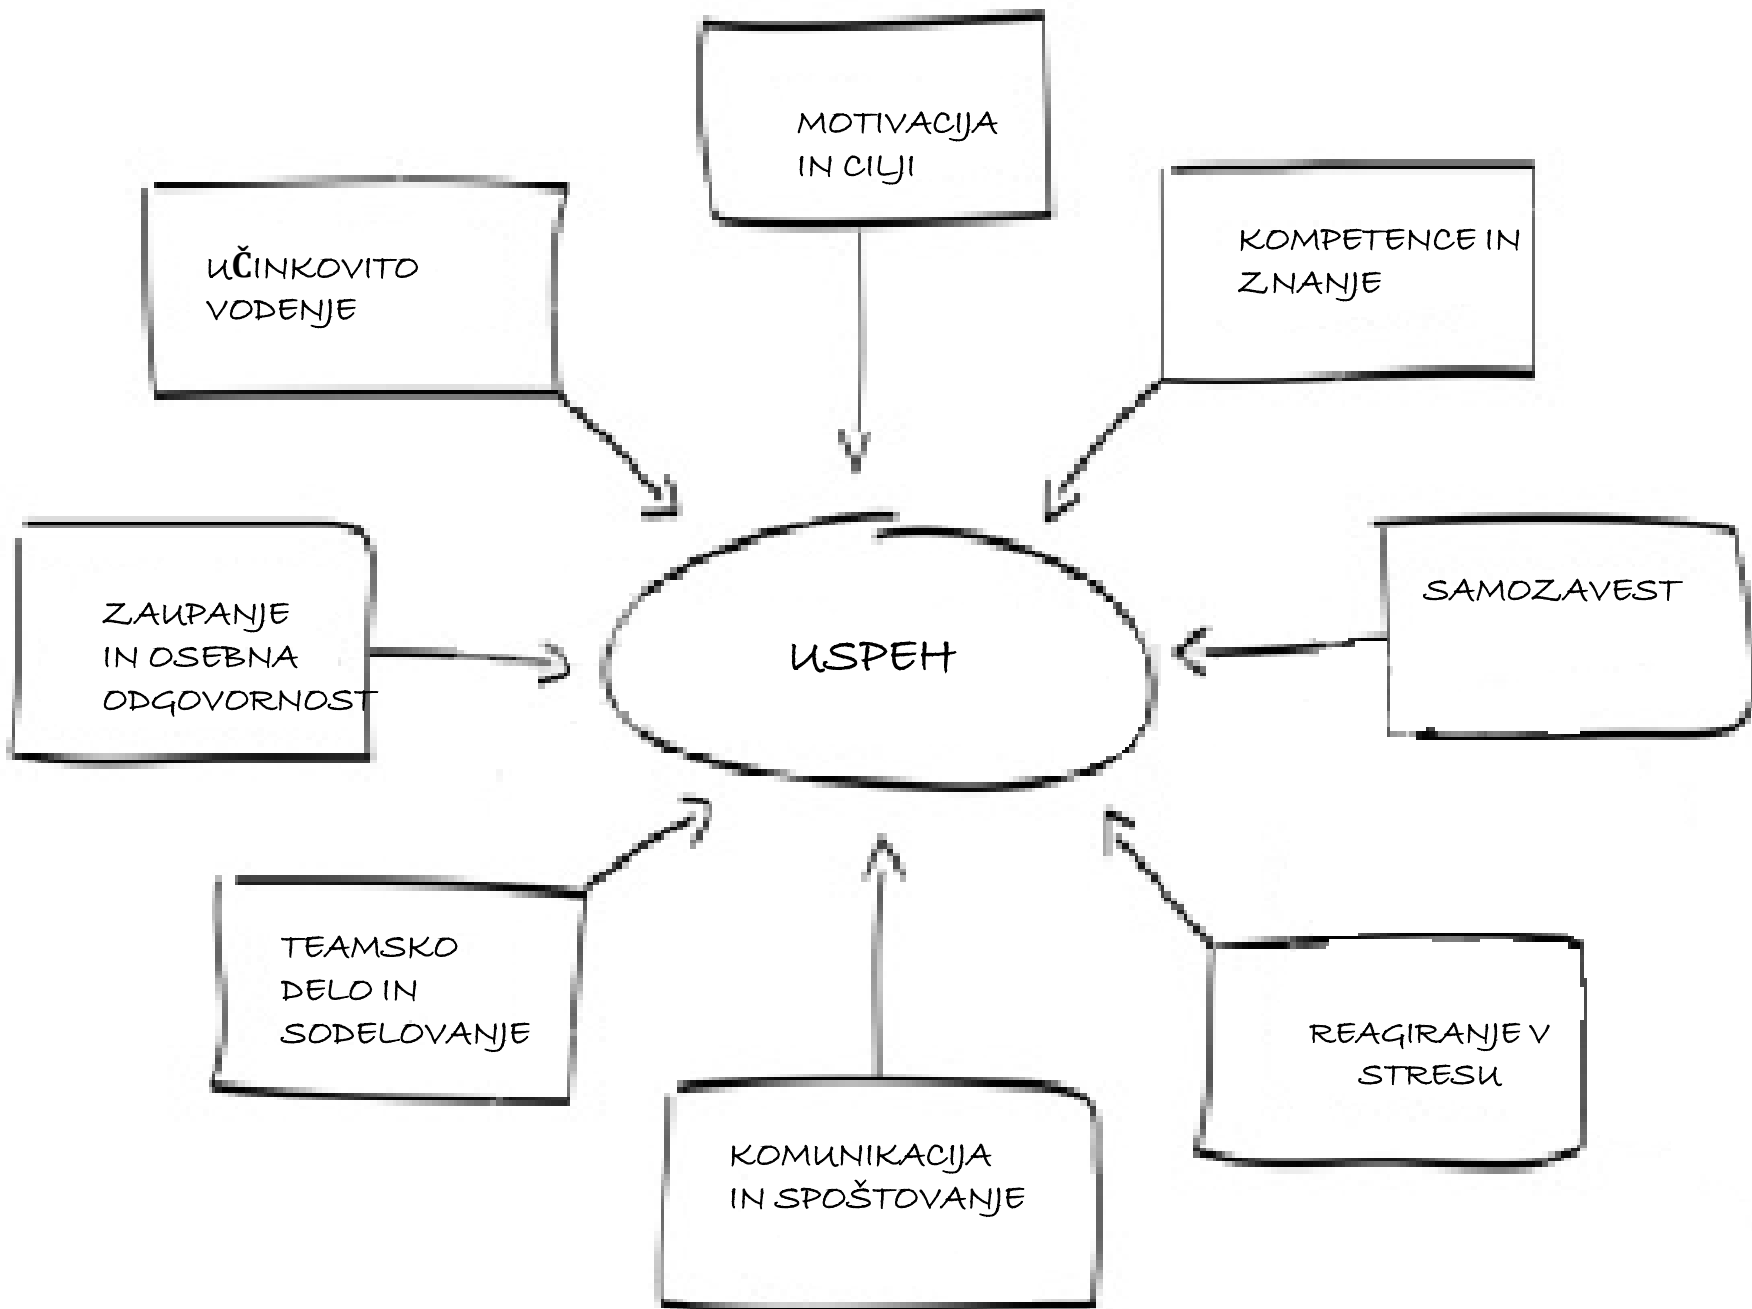 MOTIVACIJA
IN CILJI
UČINKOVITO
VODENJE
KOMPETENCE IN
ZNANJE
ZAUPANJE
IN OSEBNA
ODGOVORNOST
USPEH
SAMOZAVEST
TEAMSKO
DELO IN
SODELOVANJE
REAGIRANJE V
STRESU
KOMUNIKACIJA
IN SPOŠTOVANJE